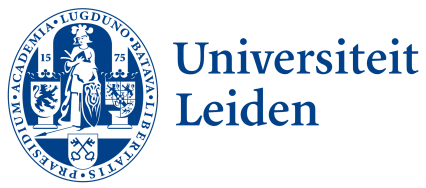 ACADEMIA · LUGDUNO · BATAVA · LIBERTATIS · PRAESIDIUM ·
15 75
Universiteit
Leiden